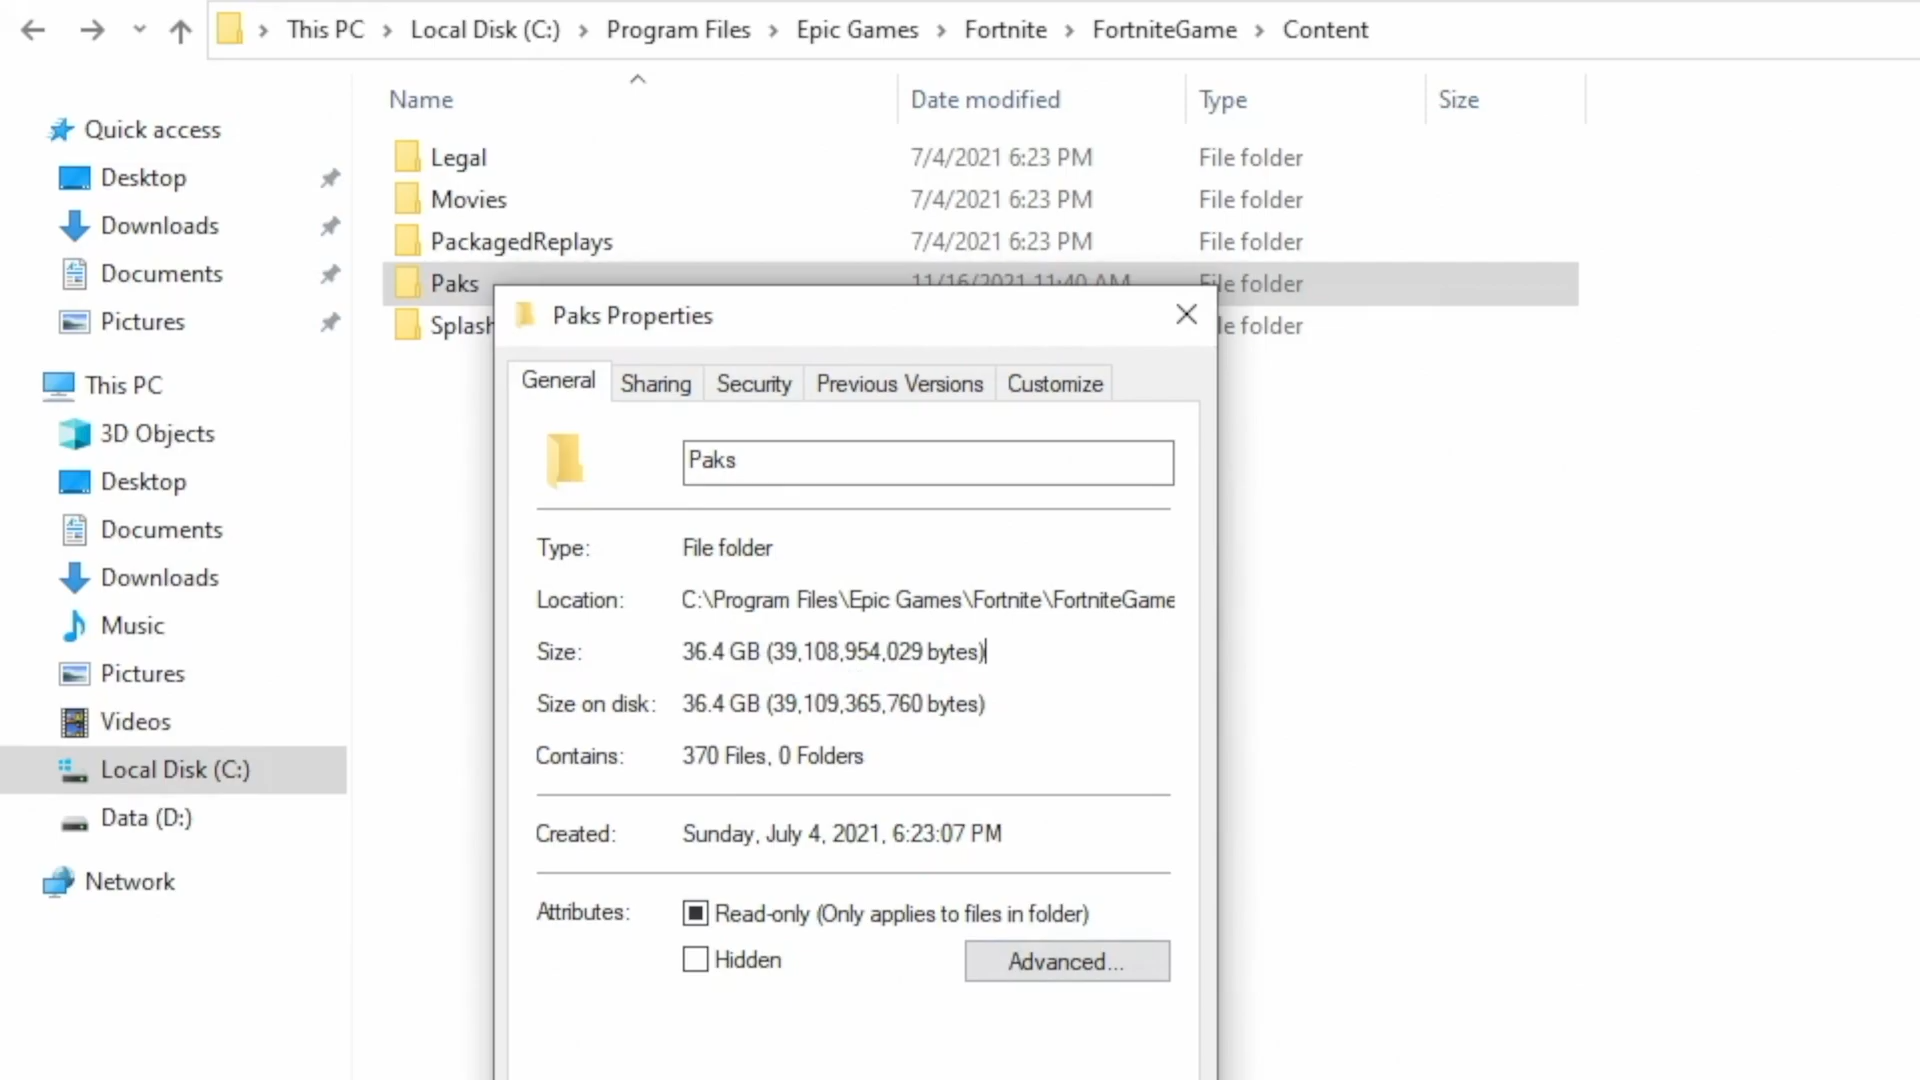 This PC > Local Disk (C:) > Program Files > Epic Games > Fortnite > FortniteGame > Content
Name Date modified Type Size
Quick access
Desktop
Downloads
Documents
Pictures
This PC
3D Objects
Desktop
Documents
Downloads
Music
Pictures
Videos
Local Disk (C:)
Data (D:)
Network
Legal 7/4/2021 6:23 PM File folder
Movies 7/4/2021 6:23 PM File folder
PackagedReplays 7/4/2021 6:23 PM File folder
Paks 11/16/2021 11:40 AM File folder
Splash le folder
Paks Properties
General Sharing Security Previous Versions Customize
Paks
Type: File folder
Location: C:\Program Files\Epic Games\Fortnite\FortniteGame
Size: 36.4 GB (39,108,954,029 bytes)
Size on disk: 36.4 GB (39,109,365,760 bytes)
Contains: 370 Files, 0 Folders
Created: Sunday, July 4, 2021, 6:23:07 PM
Attributes: Read-only (Only applies to files in folder)
Hidden Advanced...